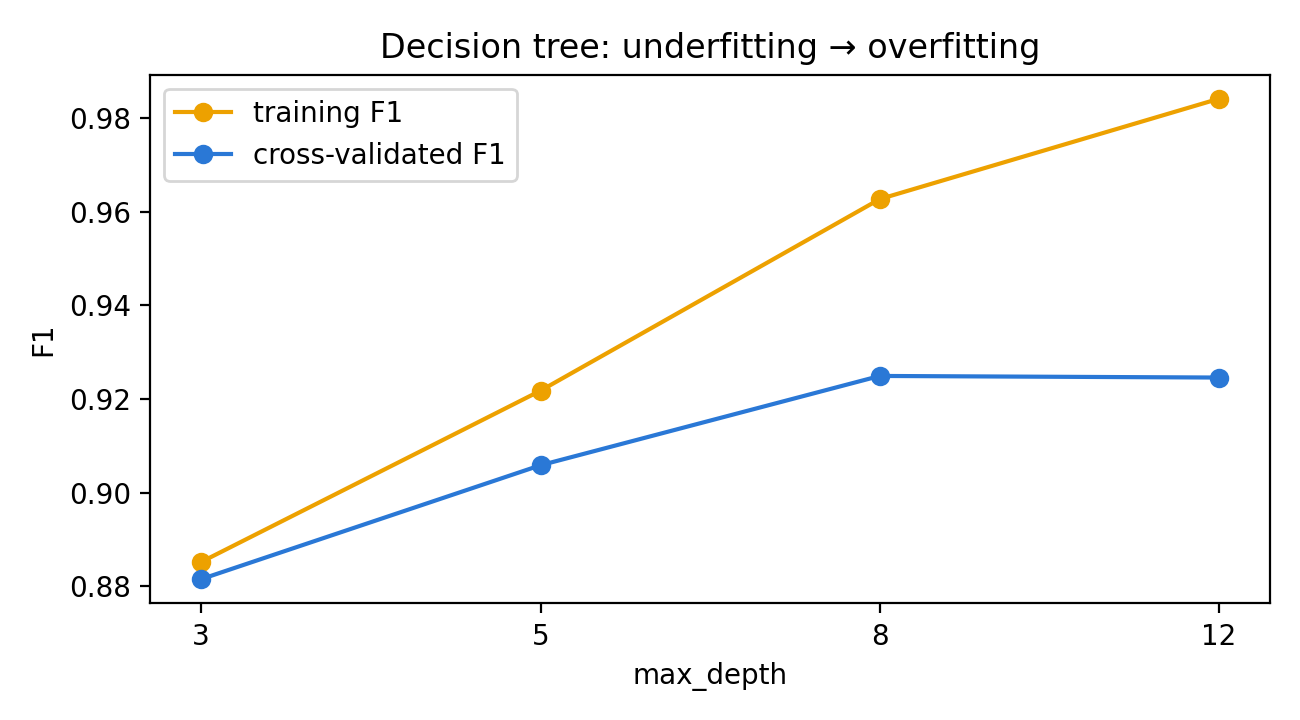 Decision tree: underfitting → overfitting
training F1
cross-validated F1
F1
0.98
0.96
0.94
0.92
0.90
0.88
3 5 8 12
max_depth